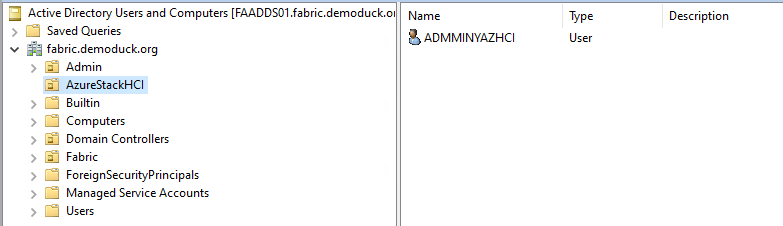 Active Directory Users and Computers [FAADDS01.fabric.demoduck.or
Saved Queries
fabric.demoduck.org
Admin
AzureStackHCI
Builtin
Computers
Domain Controllers
Fabric
ForeignSecurityPrincipals
Managed Service Accounts
Users
Name Type Description
ADMMINYAZHCI User